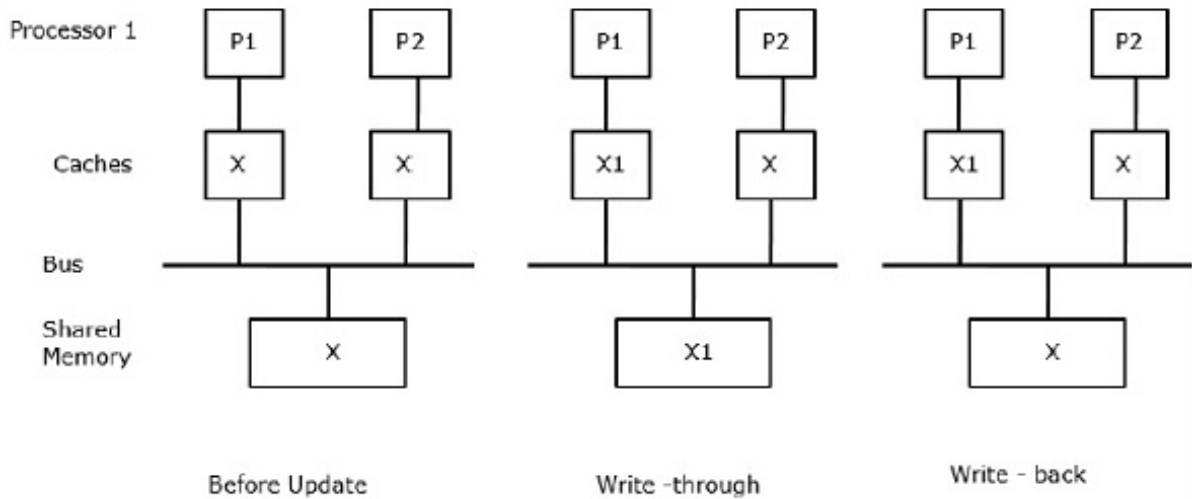 Processor 1
P1
P2
P1
P2
P1
P2
Caches
X
X
X1
X
X1
X
Bus
Shared
Memory
X
X1
X
Before Update
Write -through
Write - back